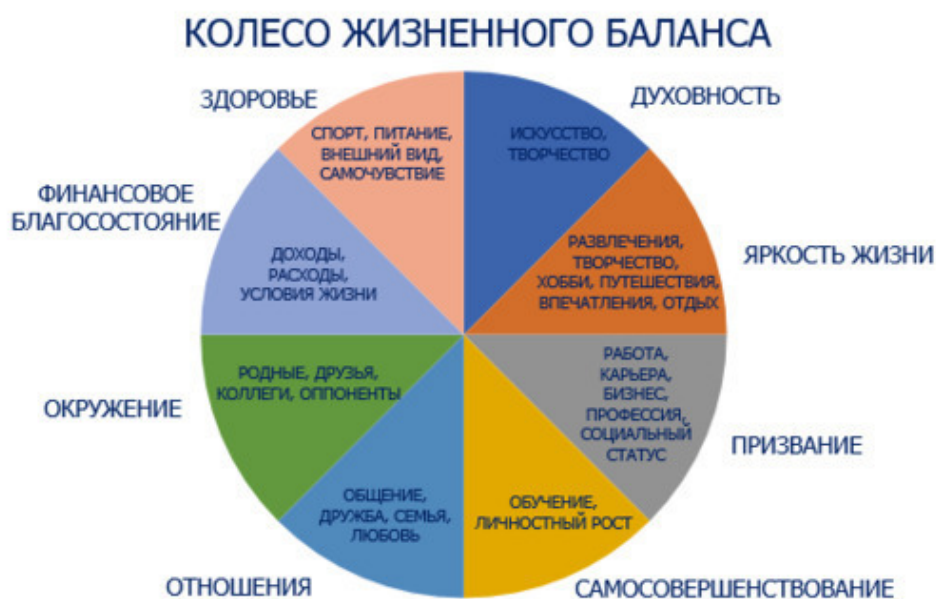 КОЛЕСО ЖИЗНЕННОГО БАЛАНСА
ДУХОВНОСТЬ
ИСКУССТВО,
ТВОРЧЕСТВО
ЯРКОСТЬ ЖИЗНИ
РАЗВЛЕЧЕНИЯ,
ТВОРЧЕСТВО,
ХОББИ, ПУТЕШЕСТВИЯ,
ВПЕЧАТЛЕНИЯ, ОТДЫХ
ПРИЗВАНИЕ
РАБОТА,
КАРЬЕРА,
БИЗНЕС,
ПРОФЕССИЯ,
СОЦИАЛЬНЫЙ
СТАТУС
САМОСОВЕРШЕНСТВОВАНИЕ
ОБУЧЕНИЕ,
ЛИЧНОСТНЫЙ РОСТ
ОТНОШЕНИЯ
ОБЩЕНИЕ,
ДРУЖБА, СЕМЬЯ,
ЛЮБОВЬ
ОКРУЖЕНИЕ
РОДНЫЕ, ДРУЗЬЯ,
КОЛЛЕГИ, ОППОНЕНТЫ
ФИНАНСОВОЕ
БЛАГОСОСТОЯНИЕ
ДОХОДЫ,
РАСХОДЫ,
УСЛОВИЯ ЖИЗНИ
ЗДОРОВЬЕ
СПОРТ, ПИТАНИЕ,
ВНЕШНИЙ ВИД,
САМОЧУВСТВИЕ